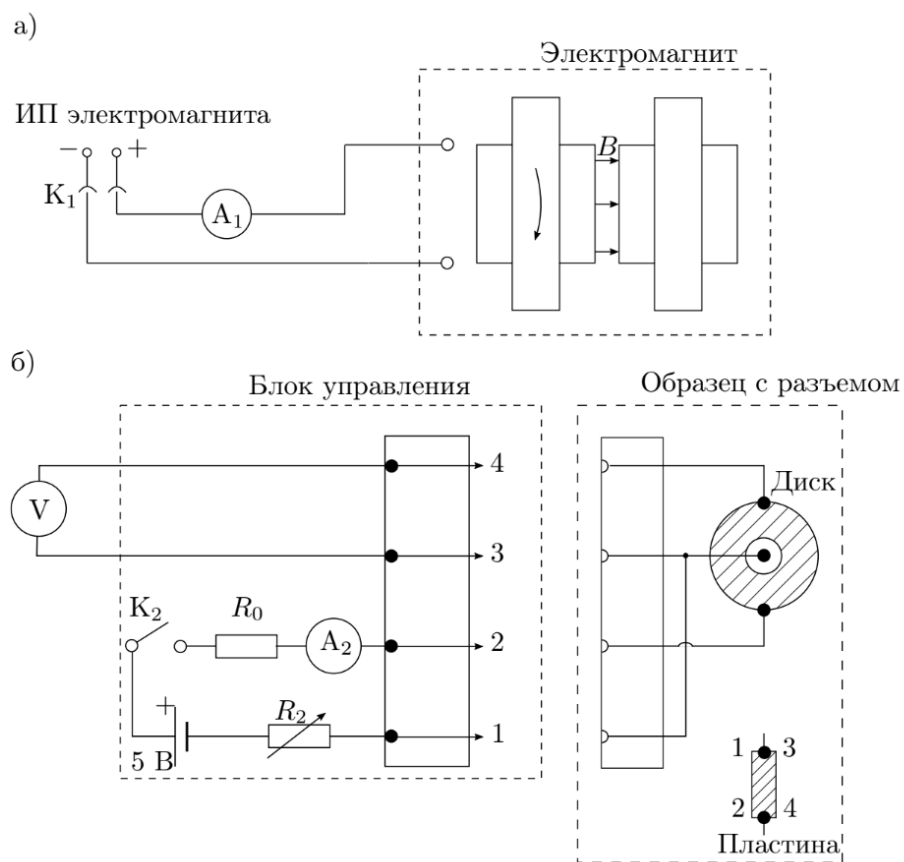 а)
Электромагнит
ИП электромагнита
− +
K₁
A₁
B
б)
Блок управления
Образец с разъемом
4
V
Диск
3
K₂
R₀
A₂
2
+
R₂
1
5 В
1 3
2 4
Пластина